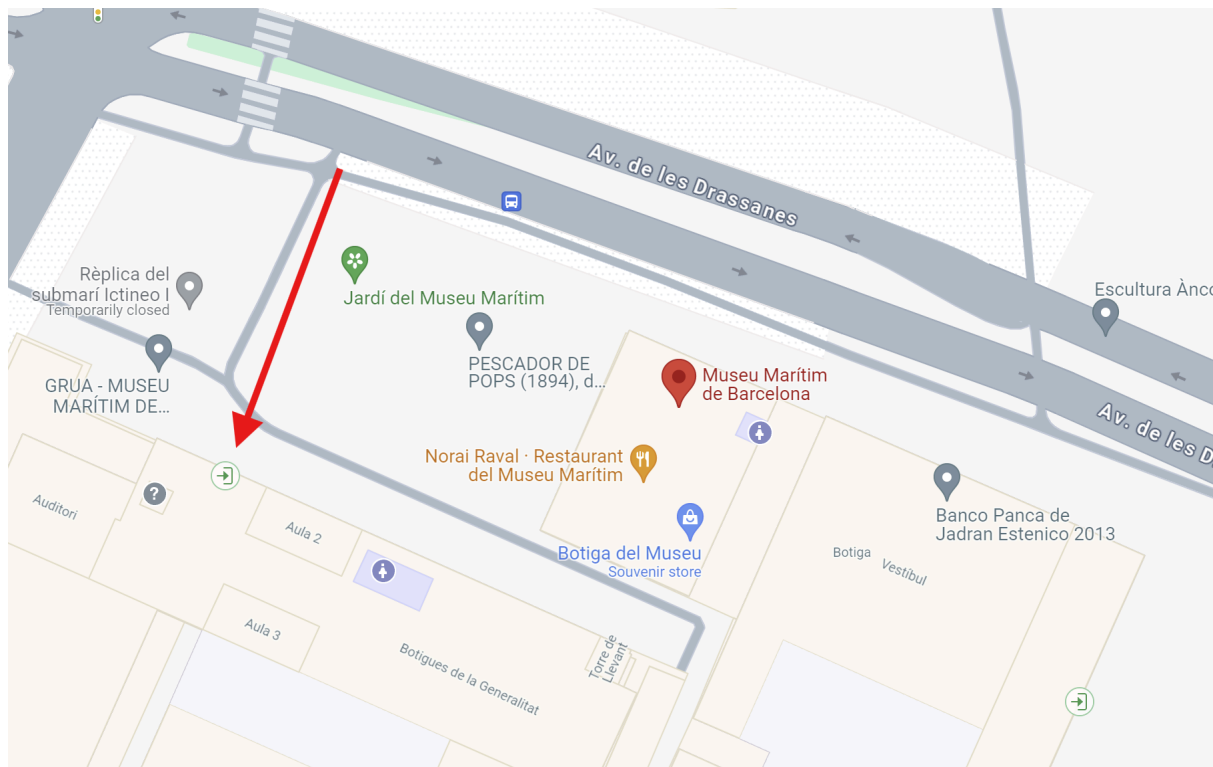 Av. de les Drassanes
Rèplica del
submarí Ictineo I
Temporarily closed
Jardí del Museu Marítim
Escultura Ànco
GRUA - MUSEU
MARÍTIM DE...
PESCADOR DE
POPS (1894), d...
Museu Marítim
de Barcelona
Av. de les D
Norai Raval · Restaurant
del Museu Marítim
Auditori
?
Aula 2
Banco Panca de
Jadran Estenico 2013
Botiga del Museu
Souvenir store
Botiga
Vestíbul
Aula 3
Botigues de la Generalitat
Torre de
Llevant